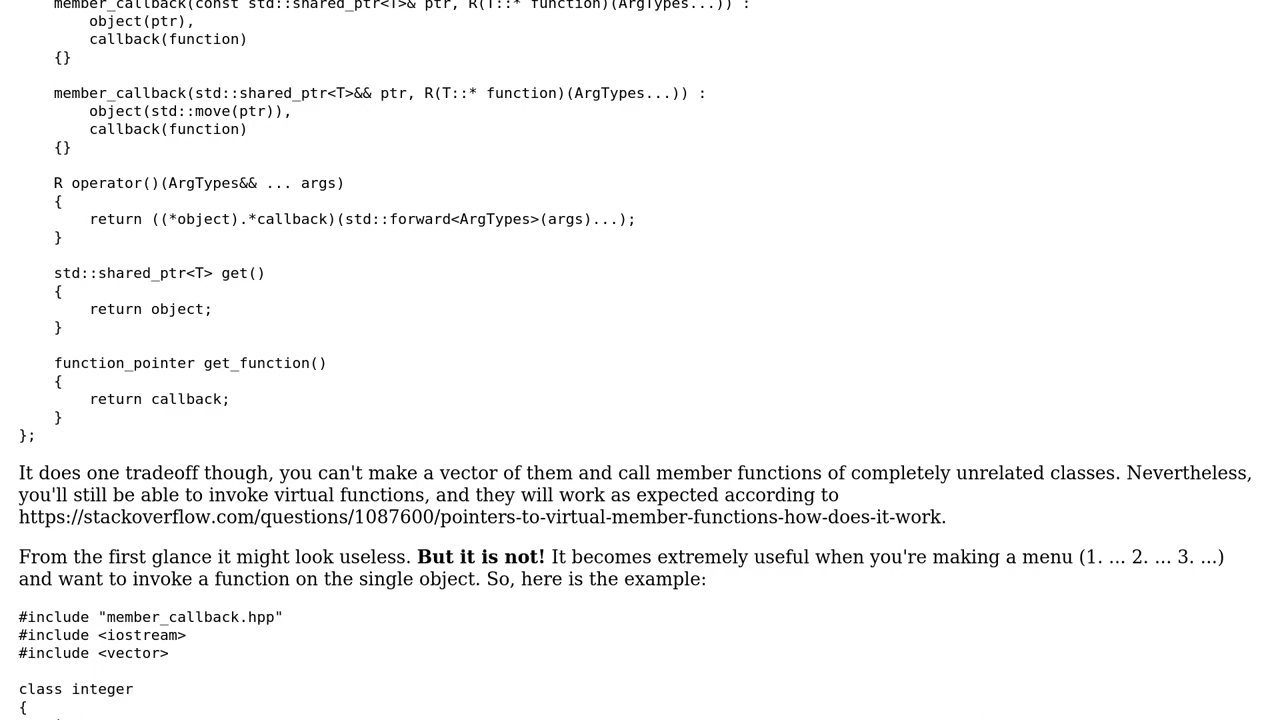 member_callback(const std::shared_ptr<T>& ptr, R(T::* function)(ArgTypes...)) :
        object(ptr),
        callback(function)
    {}

    member_callback(std::shared_ptr<T>&& ptr, R(T::* function)(ArgTypes...)) :
        object(std::move(ptr)),
        callback(function)
    {}

    R operator()(ArgTypes&& ... args)
    {
        return ((*object).*callback)(std::forward<ArgTypes>(args)...);
    }

    std::shared_ptr<T> get()
    {
        return object;
    }

    function_pointer get_function()
    {
        return callback;
    }
};

It does one tradeoff though, you can't make a vector of them and call member functions of completely unrelated classes. Nevertheless,
you'll still be able to invoke virtual functions, and they will work as expected according to
https://stackoverflow.com/questions/1087600/pointers-to-virtual-member-functions-how-does-it-work.

From the first glance it might look useless. But it is not! It becomes extremely useful when you're making a menu (1. ... 2. ... 3. ...)
and want to invoke a function on the single object. So, here is the example:

#include "member_callback.hpp"
#include <iostream>
#include <vector>

class integer
{